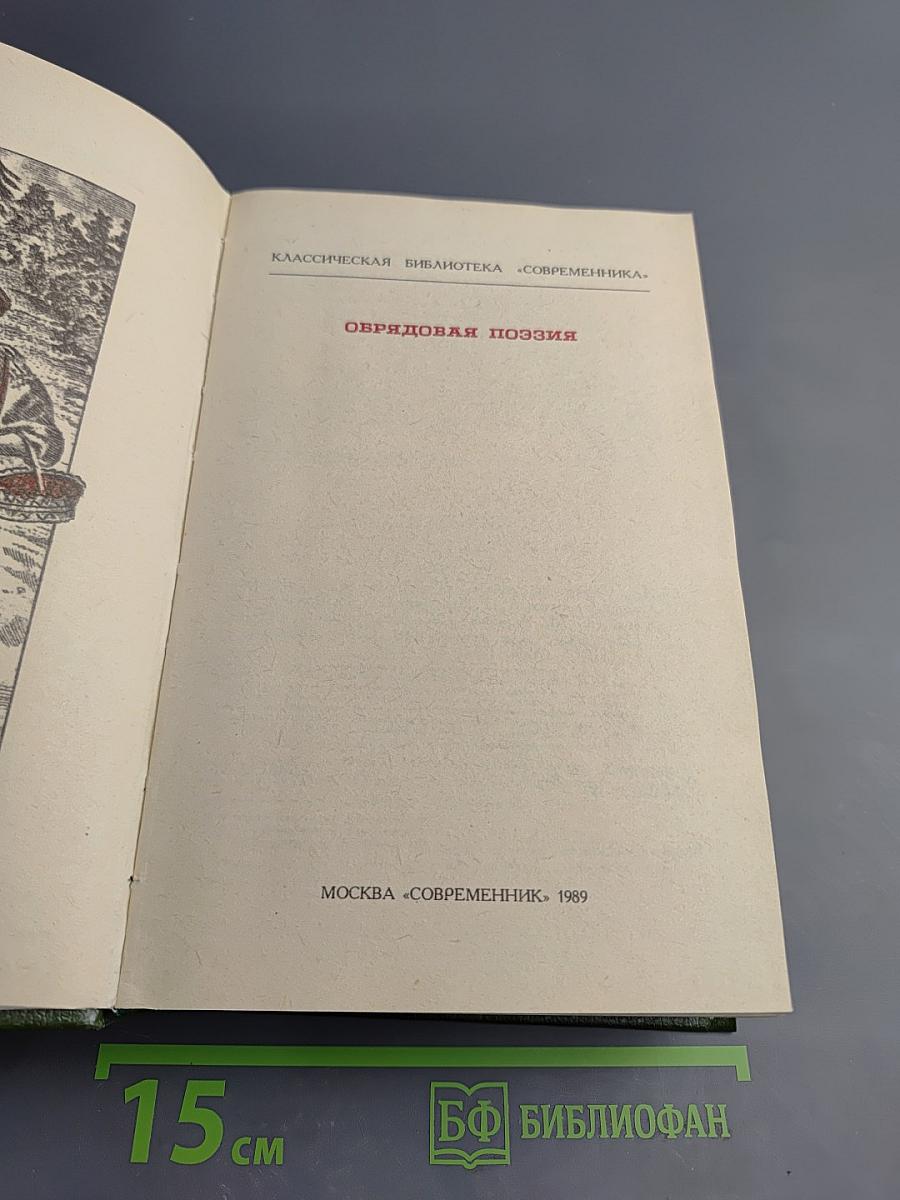 КЛАССИЧЕСКАЯ БИБЛИОТЕКА «СОВРЕМЕННИКА»
ОБРЯДОВАЯ ПОЭЗИЯ
МОСКВА «СОВРЕМЕННИК» 1989
15 см
БФ БИБЛИОФАН